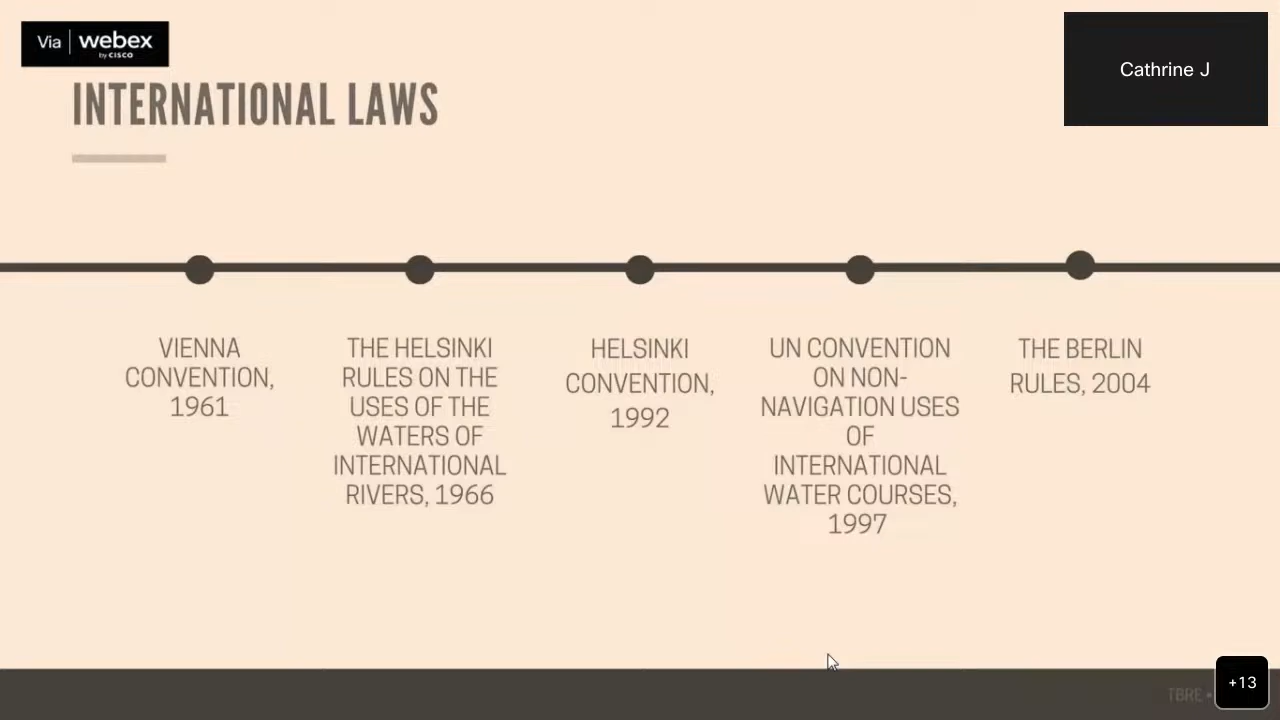 Via | webex
by CISCO
Cathrine J
INTERNATIONAL LAWS
VIENNA
CONVENTION,
1961
THE HELSINKI
RULES ON THE
USES OF THE
WATERS OF
INTERNATIONAL
RIVERS, 1966
HELSINKI
CONVENTION,
1992
UN CONVENTION
ON NON-
NAVIGATION USES
OF
INTERNATIONAL
WATER COURSES,
1997
THE BERLIN
RULES, 2004
TBRE •
+13